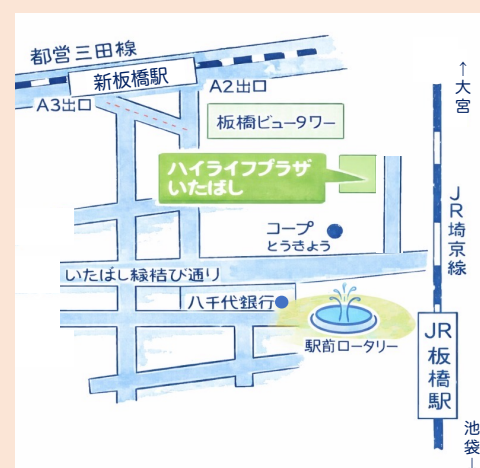 都営三田線
新板橋駅
A3出口
A2出口
板橋ビュータワー
ハイライフプラザ
いたばし
コープ
とうきょう
いたばし縁結び通り
八千代銀行
駅前ロータリー
↑大宮
JR埼京線
JR板橋駅
池袋